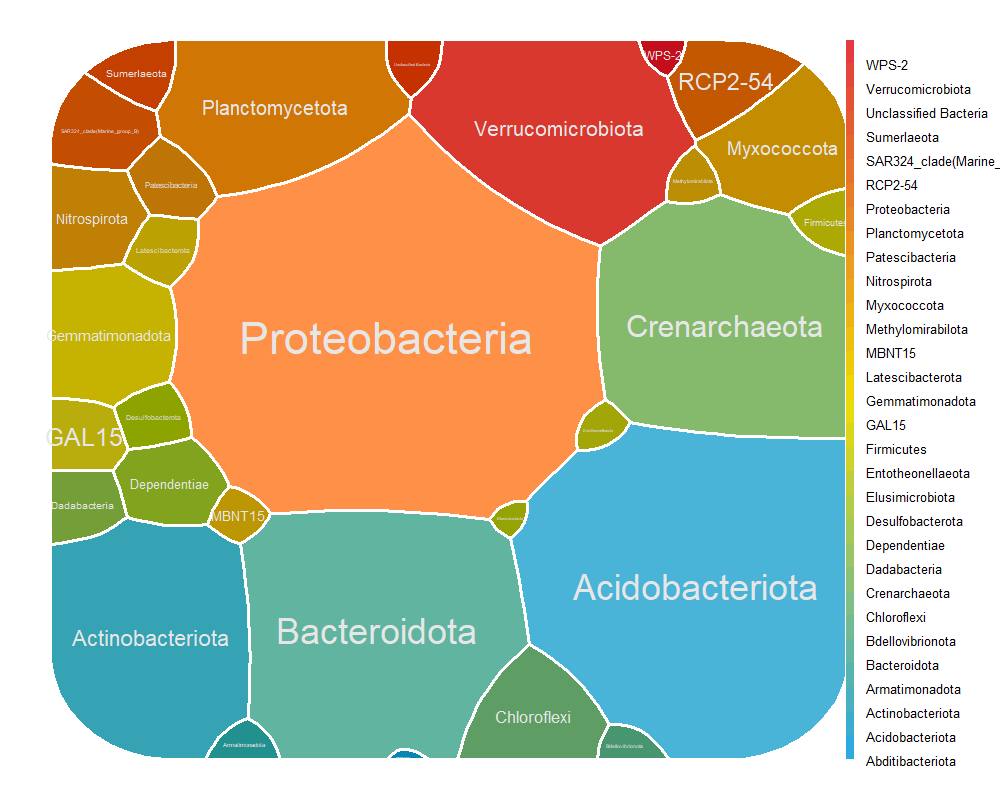 WPS-2
Sumerlaeota
Unclassified Bacteria
RCP2-54
Planctomycetota
Verrucomicrobiota
SAR324_clade(Marine_group_B)
Myxococcota
Patescibacteria
Methylomirabilota
Nitrospirota
Firmicutes
Latescibacterota
Gemmatimonadota
Proteobacteria
Crenarchaeota
Desulfobacterota
Entotheonellaeota
GAL15
Dependentiae
Dadabacteria
MBNT15
Elusimicrobiota
Acidobacteriota
Actinobacteriota
Bacteroidota
Chloroflexi
Armatimonadota
Bdellovibrionota
WPS-2
Verrucomicrobiota
Unclassified Bacteria
Sumerlaeota
SAR324_clade(Marine_
RCP2-54
Proteobacteria
Planctomycetota
Patescibacteria
Nitrospirota
Myxococcota
Methylomirabilota
MBNT15
Latescibacterota
Gemmatimonadota
GAL15
Firmicutes
Entotheonellaeota
Elusimicrobiota
Desulfobacterota
Dependentiae
Dadabacteria
Crenarchaeota
Chloroflexi
Bdellovibrionota
Bacteroidota
Armatimonadota
Actinobacteriota
Acidobacteriota
Abditibacteriota